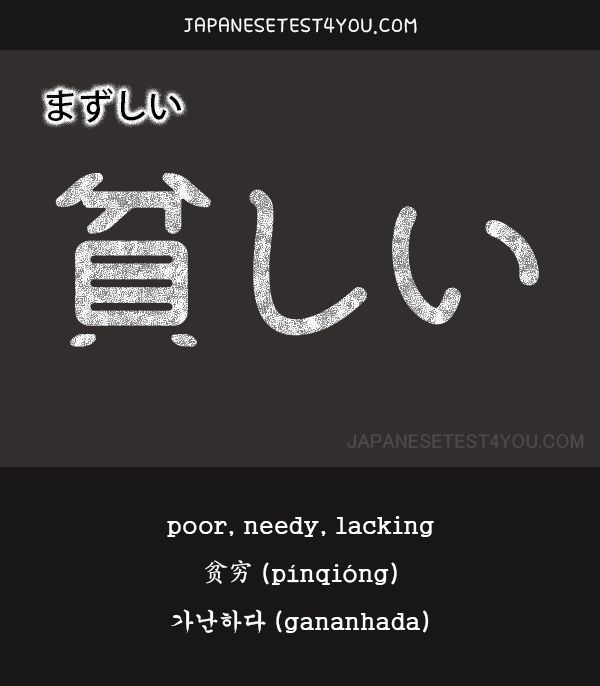 JAPANESETEST4YOU.COM
まずしい
貧しい
JAPANESETEST4YOU.COM
poor, needy, lacking
贫穷 (pínqióng)
가난하다 (gananhada)